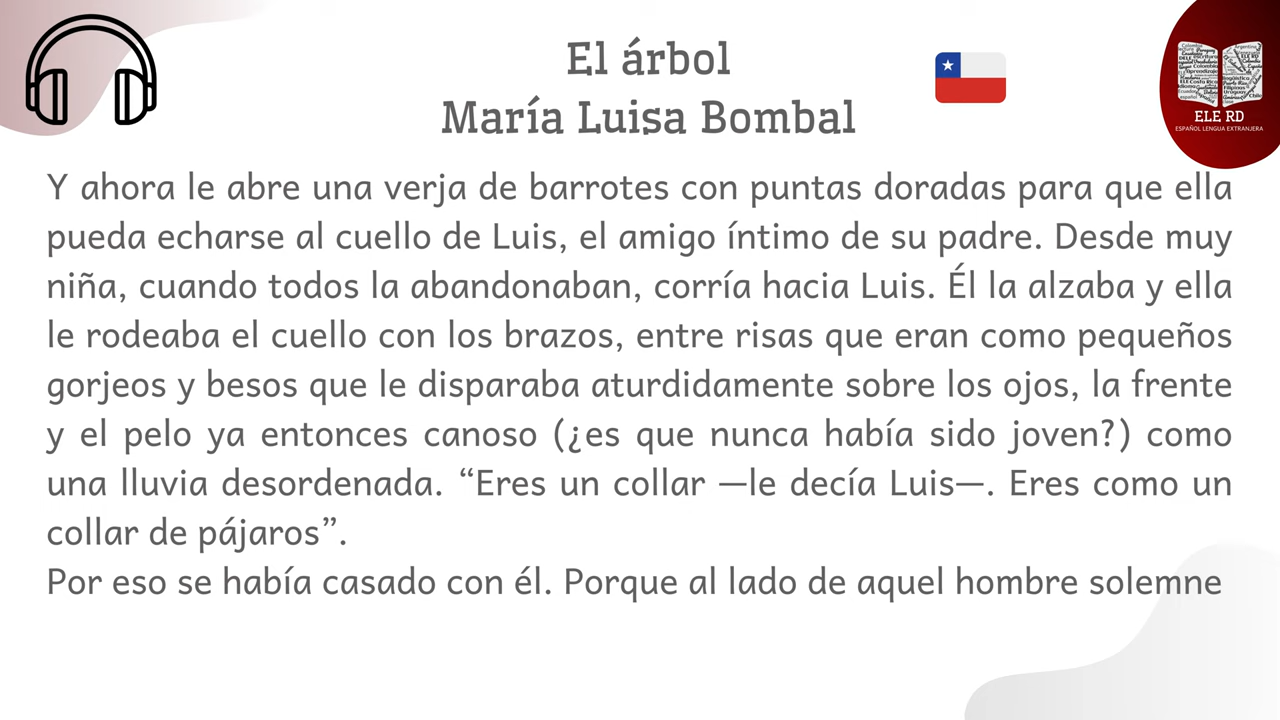 El árbol
María Luisa Bombal
ELE RD
ESPAÑOL LENGUA EXTRANJERA
Y ahora le abre una verja de barrotes con puntas doradas para que ella
pueda echarse al cuello de Luis, el amigo íntimo de su padre. Desde muy
niña, cuando todos la abandonaban, corría hacia Luis. Él la alzaba y ella
le rodeaba el cuello con los brazos, entre risas que eran como pequeños
gorjeos y besos que le disparaba aturdidamente sobre los ojos, la frente
y el pelo ya entonces canoso (¿es que nunca había sido joven?) como
una lluvia desordenada. “Eres un collar —le decía Luis—. Eres como un
collar de pájaros”.
Por eso se había casado con él. Porque al lado de aquel hombre solemne